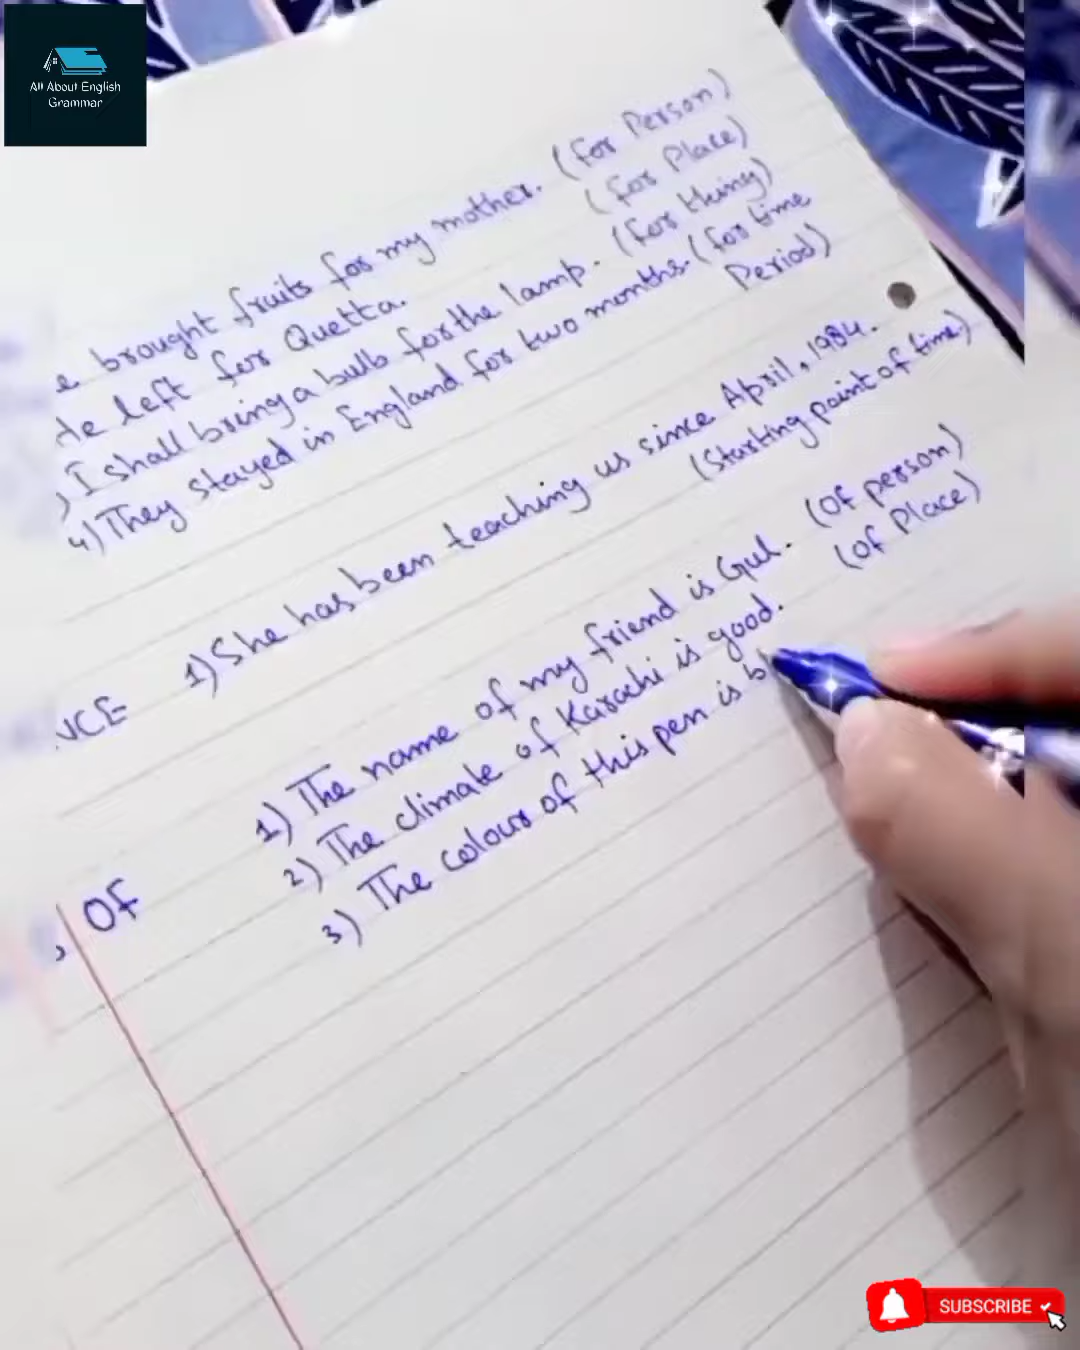 All About English
Grammar
e brought fruits for my mother. (for Person)
He left for Quetta. (for Place)
) I shall bring a bulb for the lamp. (for thing)
4) They stayed in England for two months. (for time
Period)
NCE 1) She has been teaching us since April, 1984.
(Starting point of time)
OF 1) The name of my friend is Gul. (Of person)
2) The climate of Karachi is good. (Of Place)
3) The colour of this pen is b
SUBSCRIBE